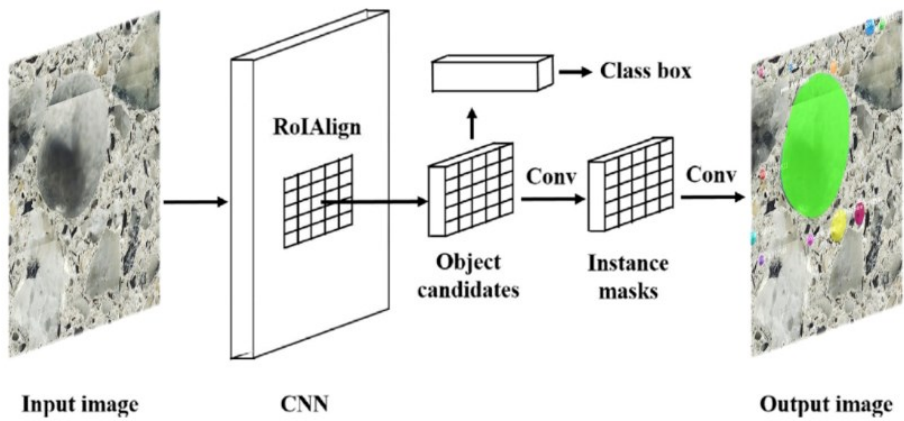 Class box
RoIAlign
Conv
Conv
Object
candidates
Instance
masks
Input image
CNN
Output image